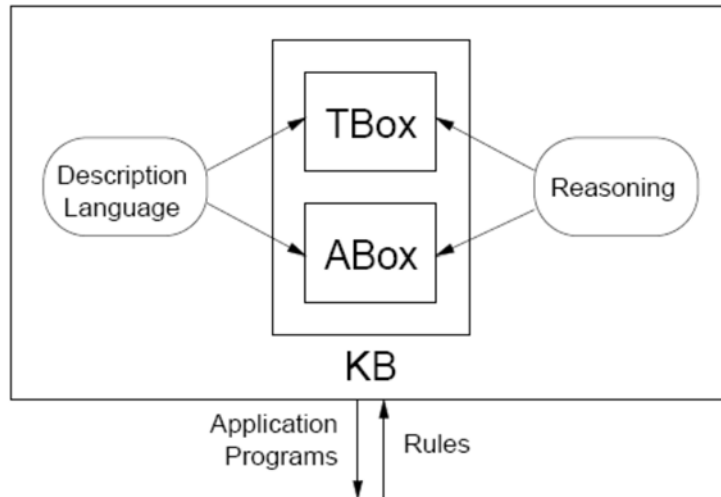 TBox
Description
Language
Reasoning
ABox
KB
Application
Programs
Rules